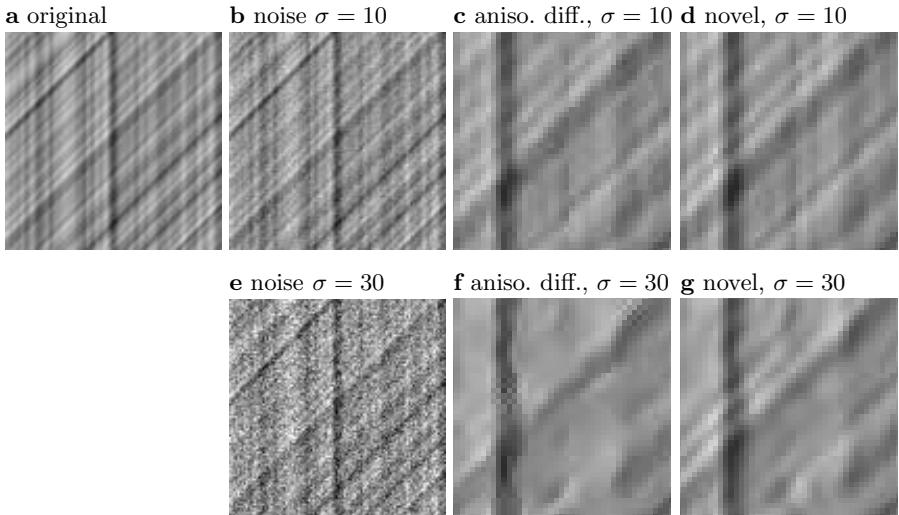 a original
b noise σ = 10
c aniso. diff., σ = 10
d novel, σ = 10
e noise σ = 30
f aniso. diff., σ = 30
g novel, σ = 30